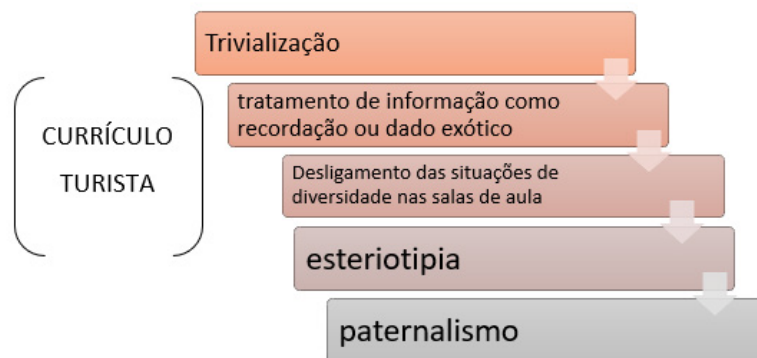 Trivialização
tratamento de informação como
recordação ou dado exótico
CURRÍCULO
TURISTA
Desligamento das situações de
diversidade nas salas de aula
esteriotipia
paternalismo